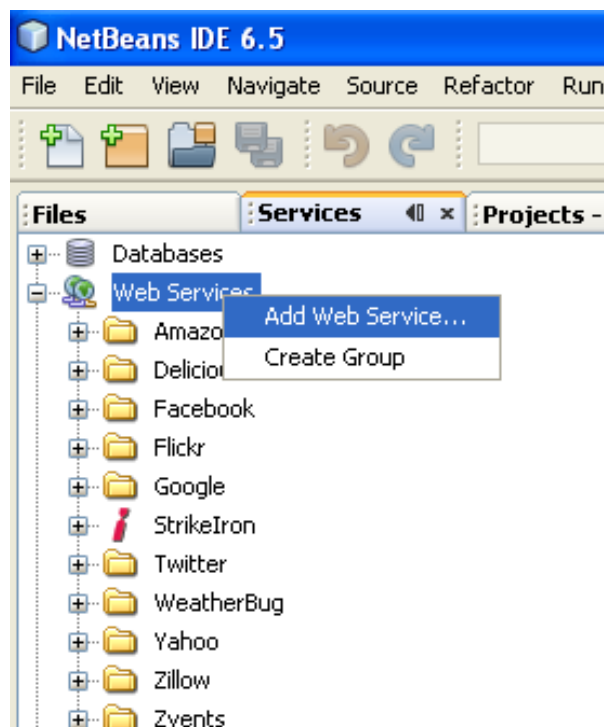 NetBeans IDE 6.5
File Edit View Navigate Source Refactor Run
Files Services Projects -
Databases
Web Services
Add Web Service...
Create Group
Facebook
Flickr
Google
StrikeIron
Twitter
WeatherBug
Yahoo
Zillow
Zvents